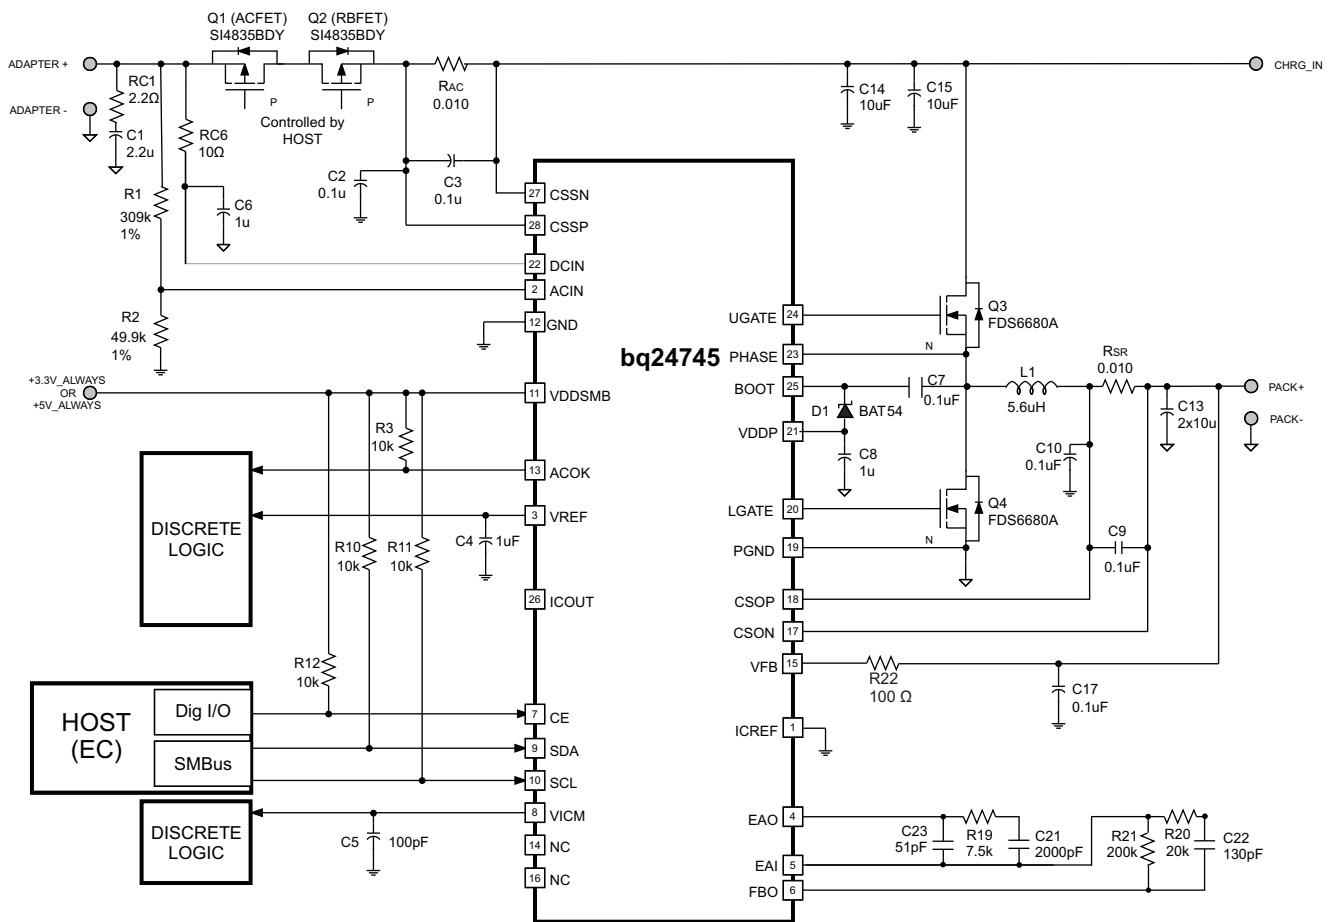 Q1 (ACFET)
SI4835BDY
Q2 (RBFET)
SI4835BDY
ADAPTER +
ADAPTER -
RC1
2.2Ω
C1
2.2u
RC6
10Ω
P
P
Controlled by
HOST
RAC
0.010
C14
10uF
C15
10uF
CHRG_IN
R1
309k
1%
C6
1u
C2
0.1u
C3
0.1u
R2
49.9k
1%
+3.3V_ALWAYS
OR
+5V_ALWAYS
27 CSSN
28 CSSP
22 DCIN
2 ACIN
12 GND
11 VDDSMB
13 ACOK
3 VREF
26 ICOUT
7 CE
9 SDA
10 SCL
8 VICM
14 NC
16 NC
bq24745
UGATE 24
PHASE 23
BOOT 25
VDDP 21
LGATE 20
PGND 19
CSOP 18
CSON 17
VFB 15
ICREF 1
EAO 4
EAI 5
FBO 6
R3
10k
DISCRETE
LOGIC
C4
1uF
R10
10k
R11
10k
R12
10k
HOST
(EC)
Dig I/O
SMBus
DISCRETE
LOGIC
C5
100pF
Q3
FDS6680A
N
D1
BAT54
C7
0.1uF
C8
1u
L1
5.6uH
RSR
0.010
C13
2x10u
PACK+
PACK-
C10
0.1uF
Q4
FDS6680A
N
C9
0.1uF
R22
100 Ω
C17
0.1uF
C23
51pF
R19
7.5k
C21
2000pF
R21
200k
R20
20k
C22
130pF